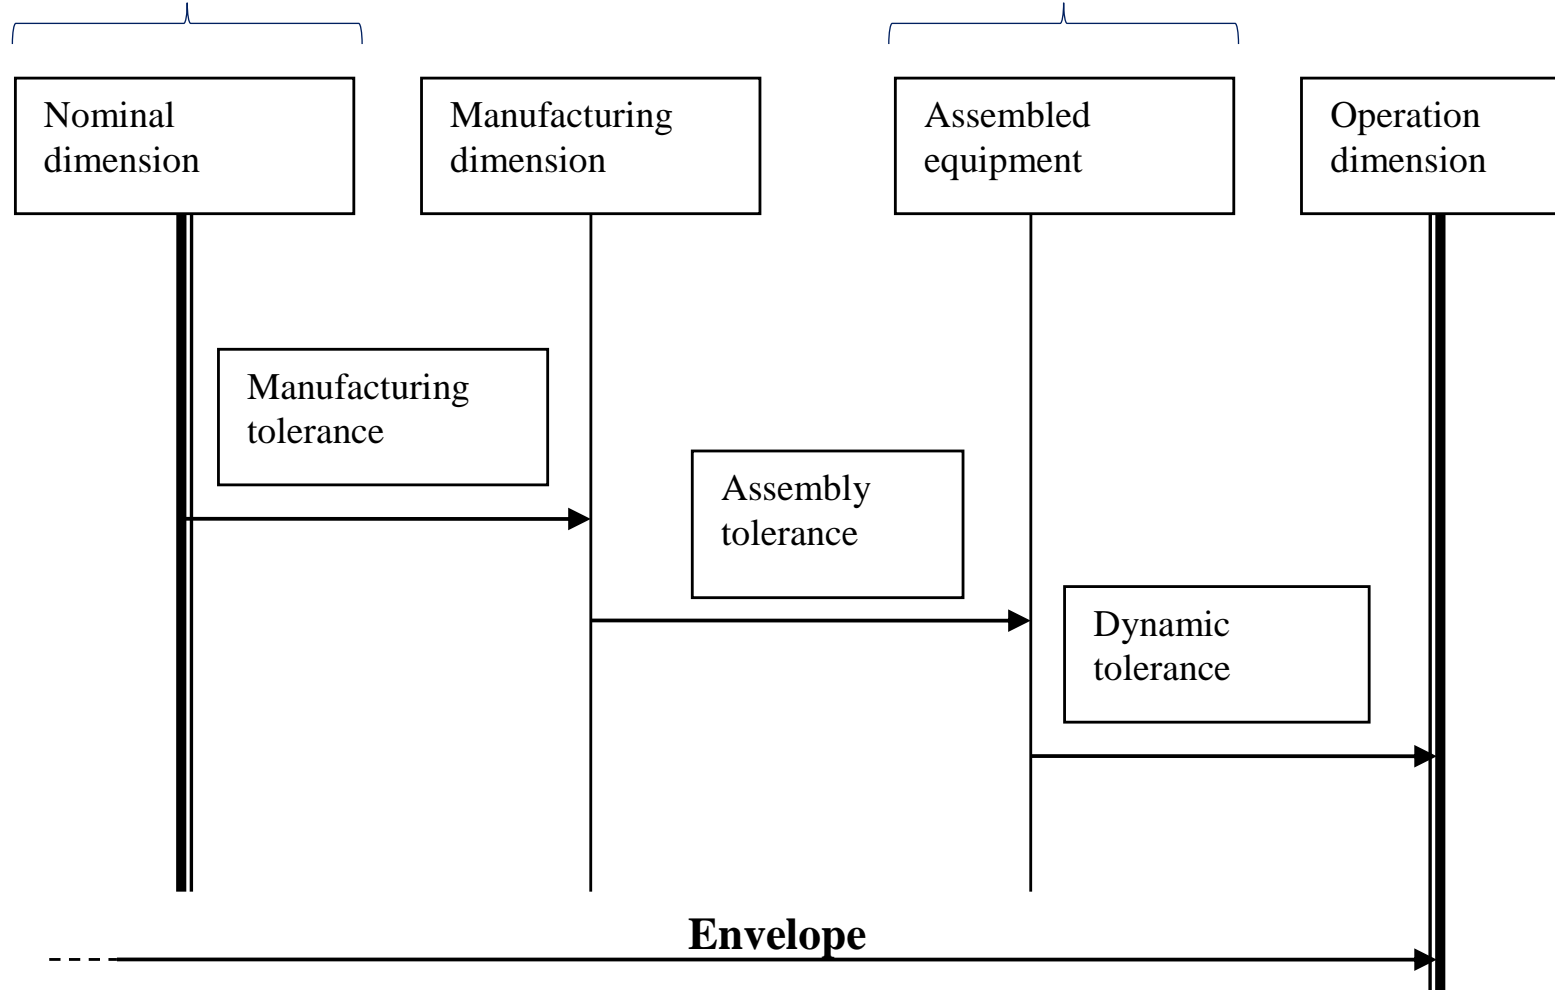 Nominal
dimension
Manufacturing
dimension
Assembled
equipment
Operation
dimension
Manufacturing
tolerance
Assembly
tolerance
Dynamic
tolerance
Envelope